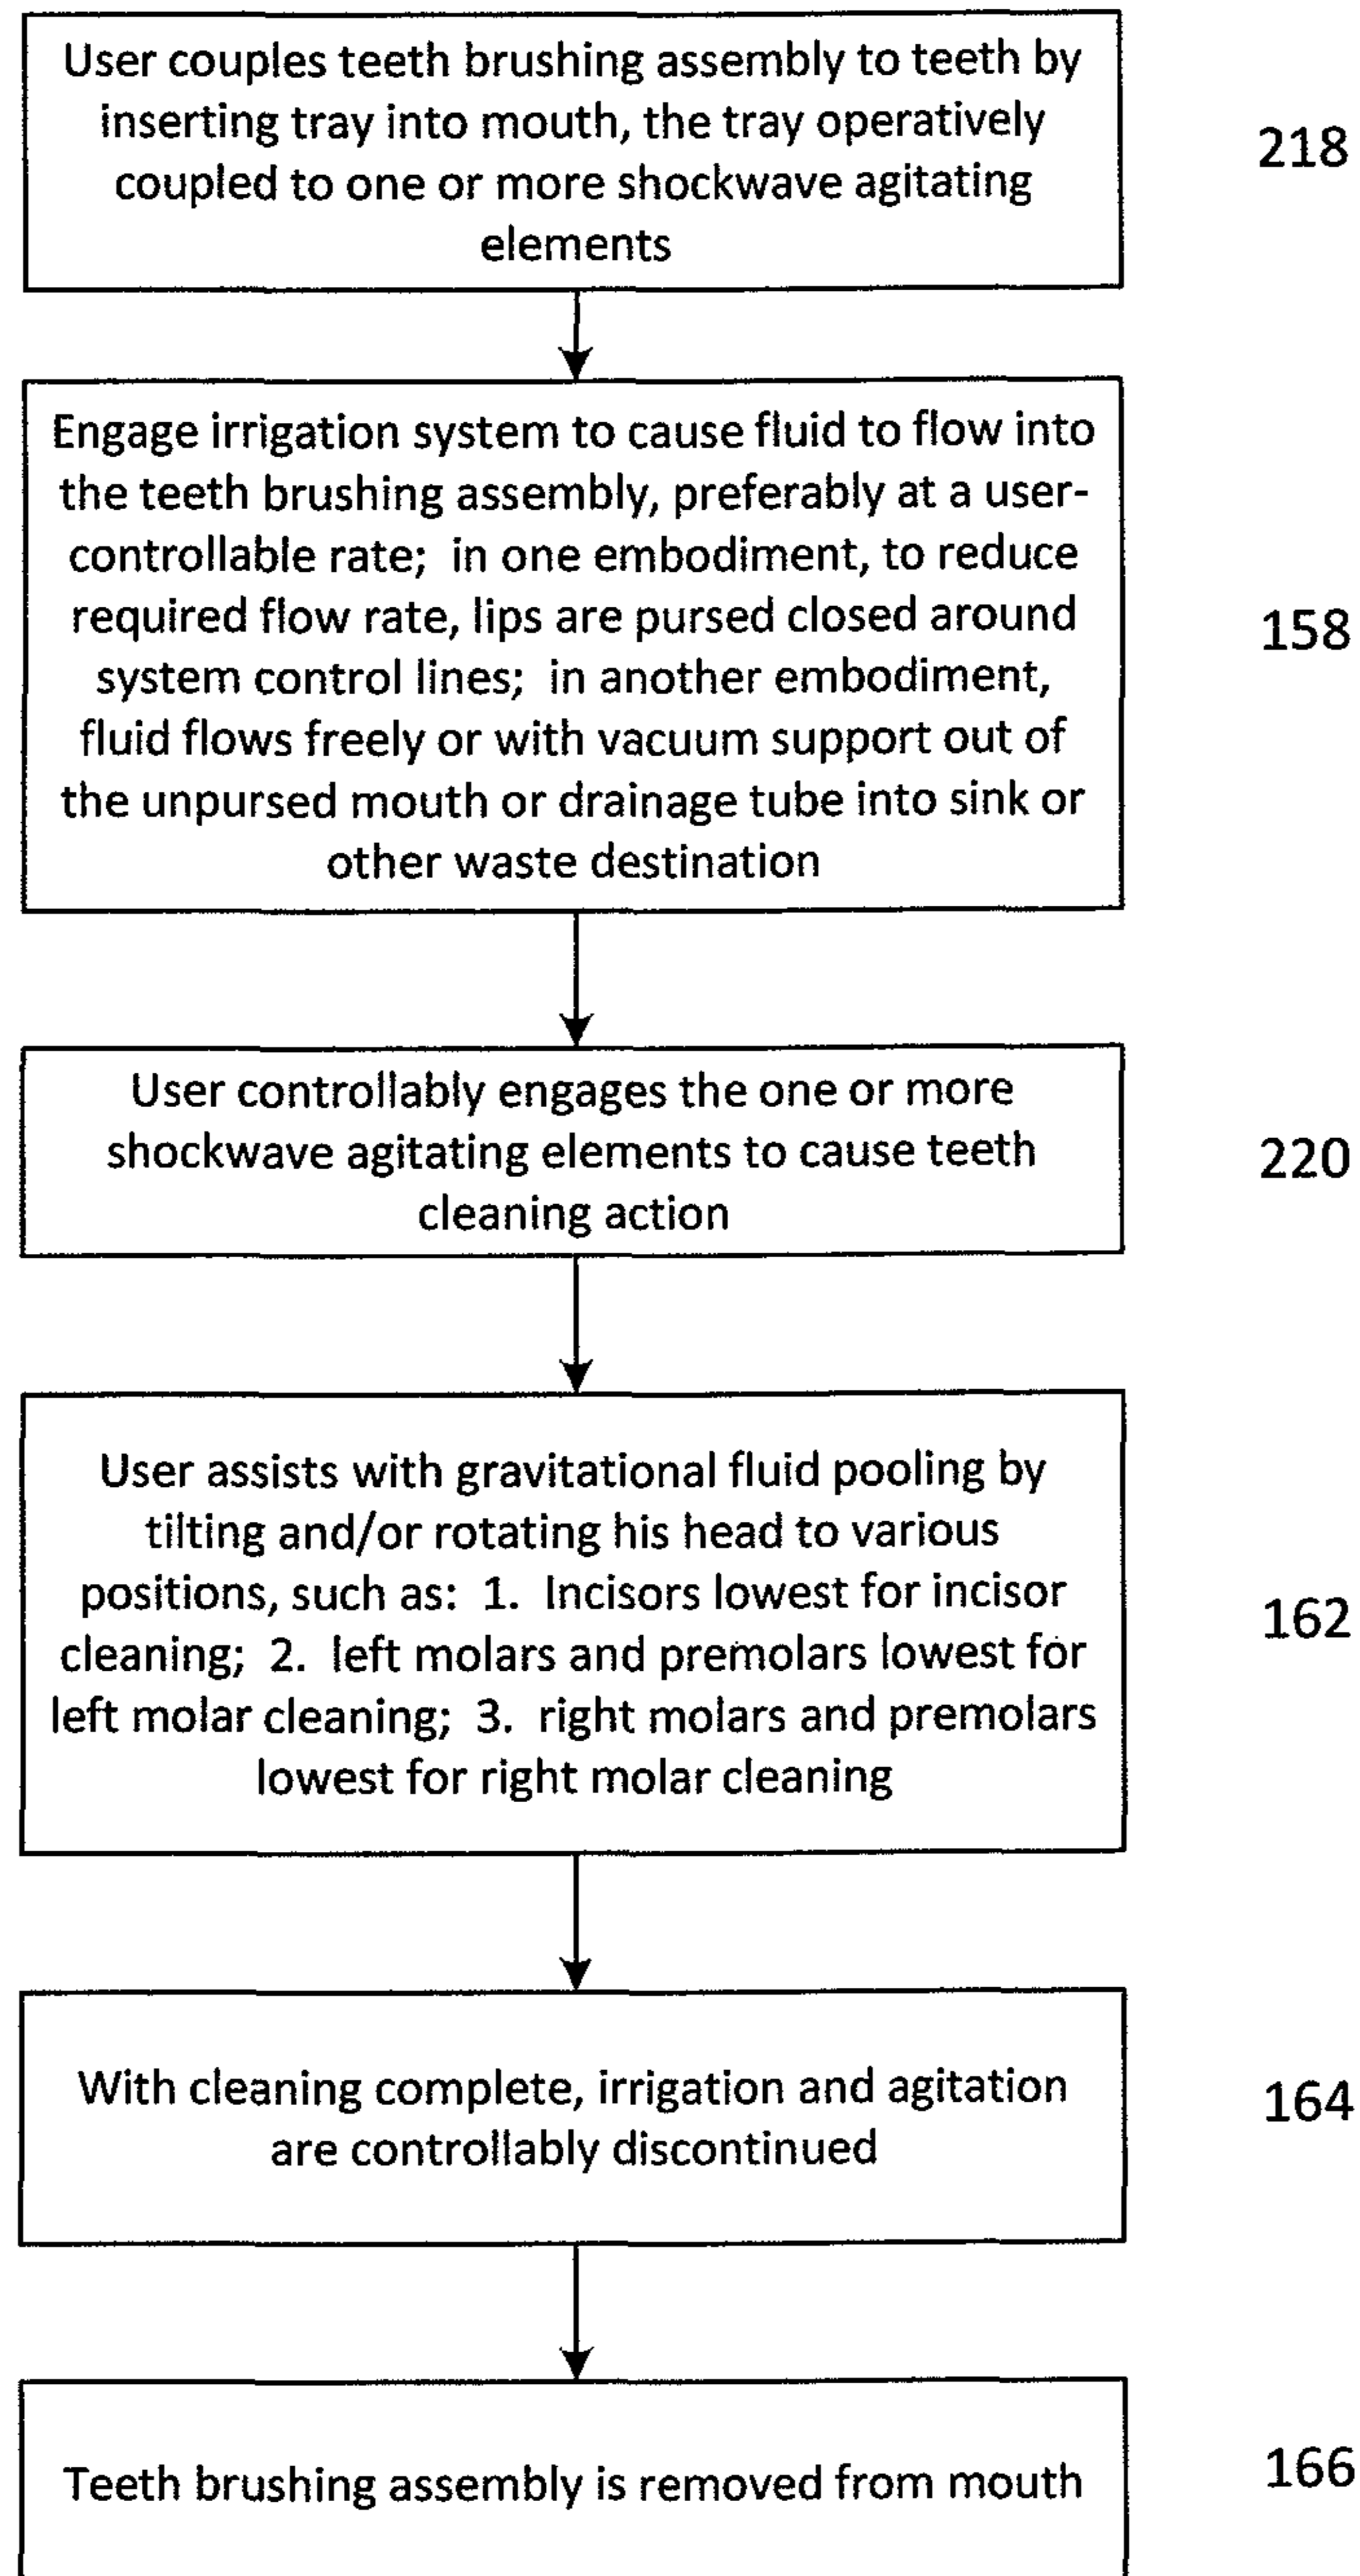 User couples teeth brushing assembly to teeth by
inserting tray into mouth, the tray operatively
coupled to one or more shockwave agitating
elements
218
Engage irrigation system to cause fluid to flow into
the teeth brushing assembly, preferably at a user-
controllable rate; in one embodiment, to reduce
required flow rate, lips are pursed closed around
system control lines; in another embodiment,
fluid flows freely or with vacuum support out of
the unpursed mouth or drainage tube into sink or
other waste destination
158
User controllably engages the one or more
shockwave agitating elements to cause teeth
cleaning action
220
User assists with gravitational fluid pooling by
tilting and/or rotating his head to various
positions, such as: 1. Incisors lowest for incisor
cleaning; 2. left molars and premolars lowest for
left molar cleaning; 3. right molars and premolars
lowest for right molar cleaning
162
With cleaning complete, irrigation and agitation
are controllably discontinued
164
Teeth brushing assembly is removed from mouth
166